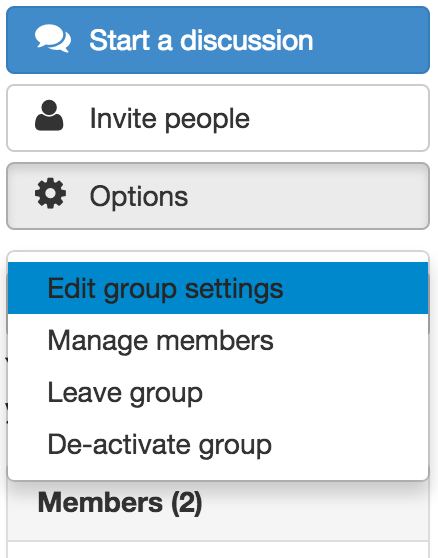 Start a discussion
Invite people
Options
Edit group settings
Manage members
Leave group
De-activate group
Members (2)